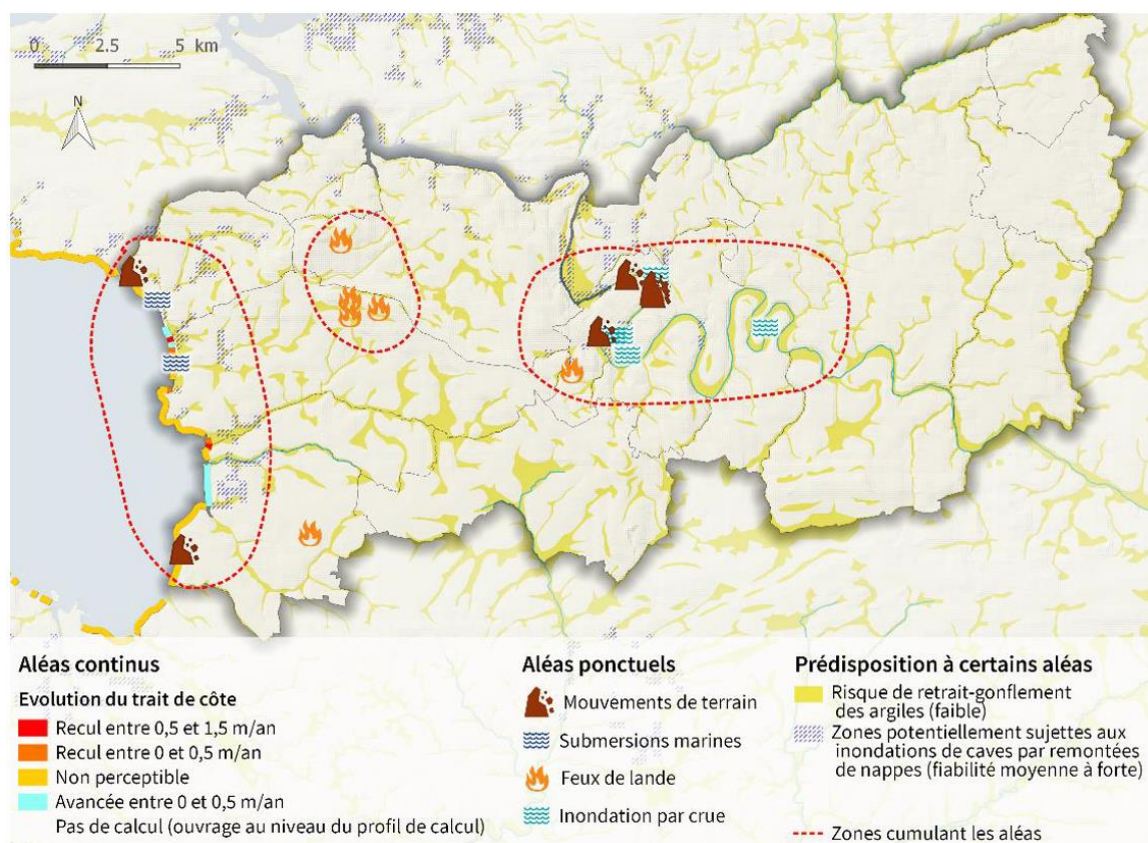 0 2.5 5 km
N
Aléas continus
Evolution du trait de côte
Recul entre 0,5 et 1,5 m/an
Recul entre 0 et 0,5 m/an
Non perceptible
Avancée entre 0 et 0,5 m/an
Pas de calcul (ouvrage au niveau du profil de calcul)
Aléas ponctuels
Mouvements de terrain
Submersions marines
Feux de lande
Inondation par crue
Prédisposition à certains aléas
Risque de retrait-gonflement
des argiles (faible)
Zones potentiellement sujettes aux
inondations de caves par remontées
de nappes (fiabilité moyenne à forte)
Zones cumulant les aléas